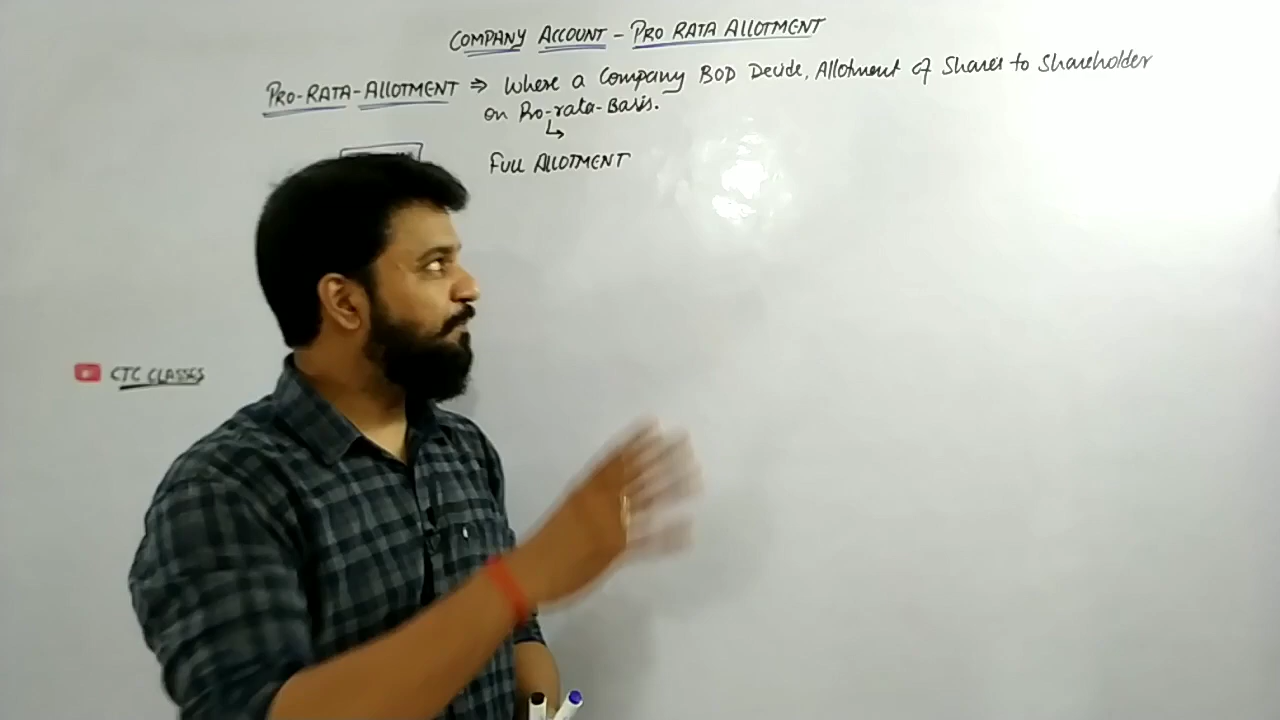 COMPANY ACCOUNT - PRO RATA ALLOTMENT
PRO-RATA-ALLOTMENT ⇒ Where a Company BOD Decide, Allotment of Shares to Shareholder
on Pro-rata-Basis.
↳
FULL ALLOTMENT
CTC CLASSES